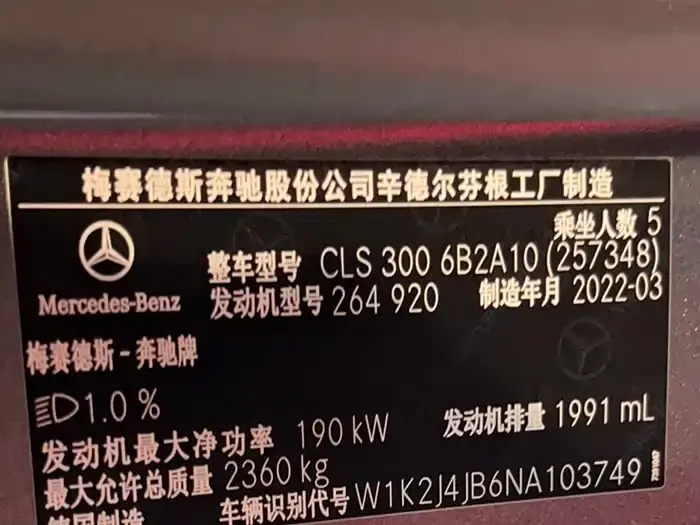 梅赛德斯奔驰股份公司辛德尔芬根工厂制造
乘坐人数 5
整车型号 CLS 300 6B2A10 (257348)
Mercedes-Benz
发动机型号 264 920 制造年月 2022-03
梅赛德斯-奔驰牌
1.0 %
发动机最大净功率 190 kW 发动机排量 1991 mL
最大允许总质量 2360 kg
车辆识别代号 W1K2J4JB6NA103749
德国制造